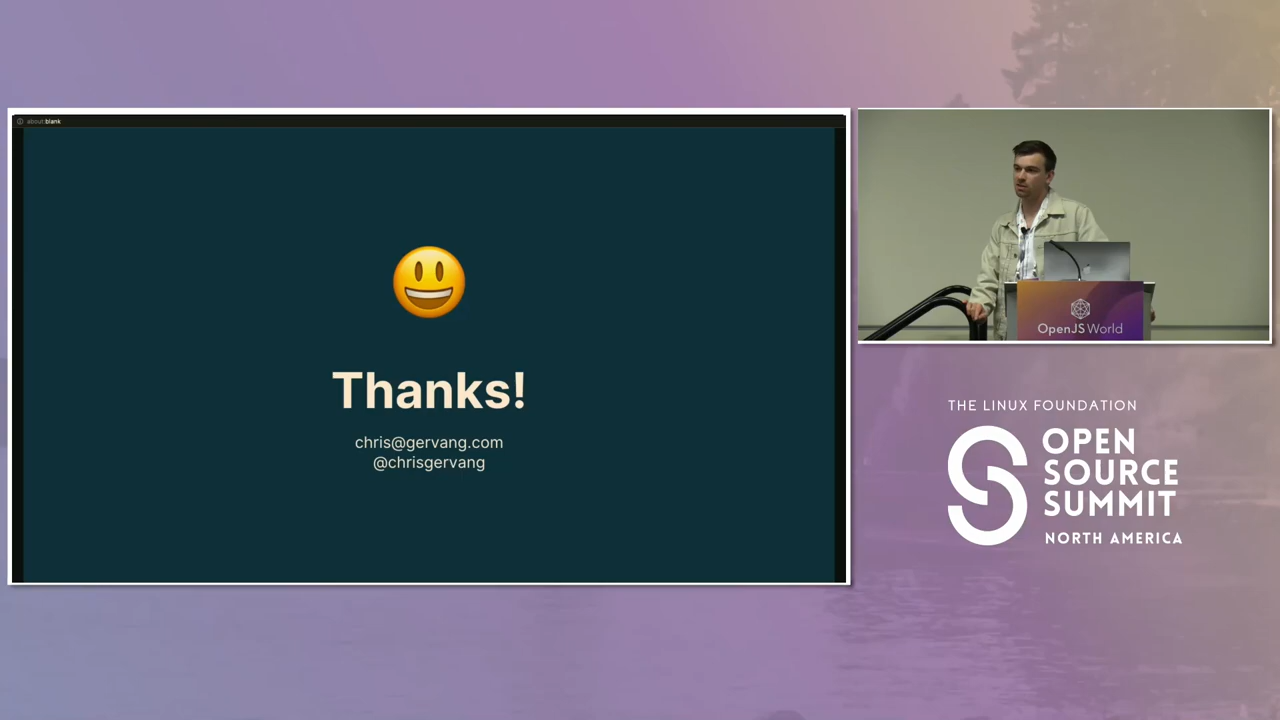 about:blank
Thanks!
chris@gervang.com
@chrisgervang
OpenJS World
THE LINUX FOUNDATION
OPEN
SOURCE
SUMMIT
NORTH AMERICA